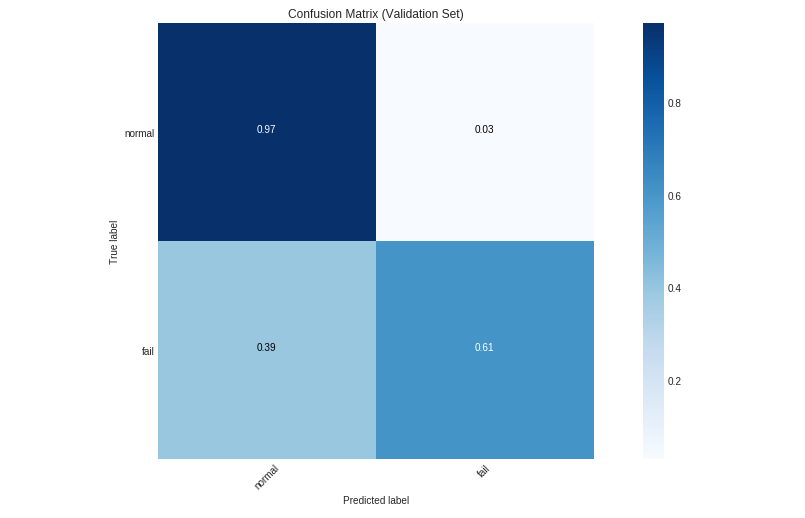 Confusion Matrix (Validation Set)
normal
0.97
0.03
0.8
0.6
True label
fail
0.39
0.61
0.4
0.2
normal
fail
Predicted label